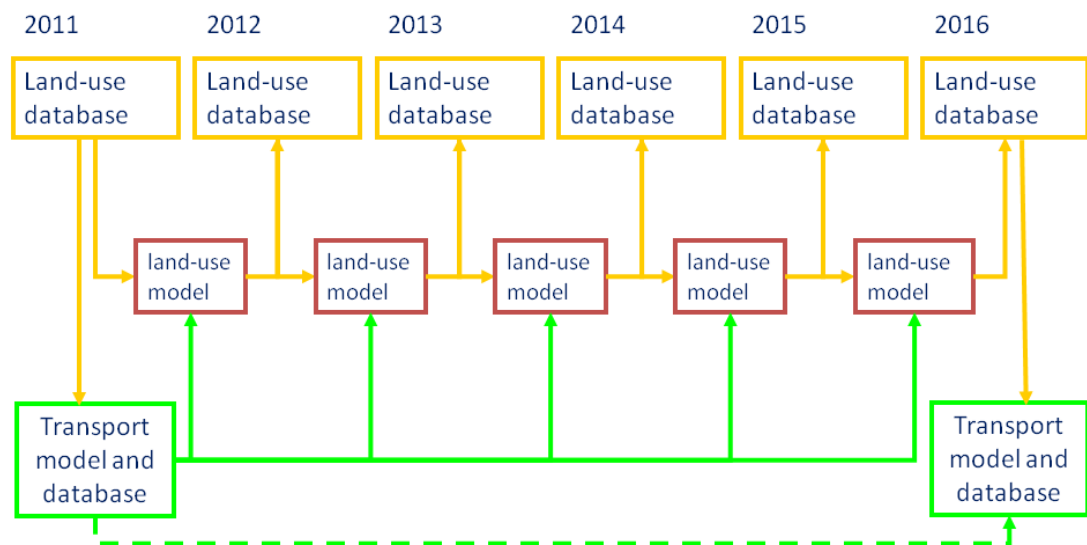 2011 2012 2013 2014 2015 2016
Land-use
database
Land-use
database
Land-use
database
Land-use
database
Land-use
database
Land-use
database
land-use
model
land-use
model
land-use
model
land-use
model
land-use
model
Transport
model and
database
Transport
model and
database